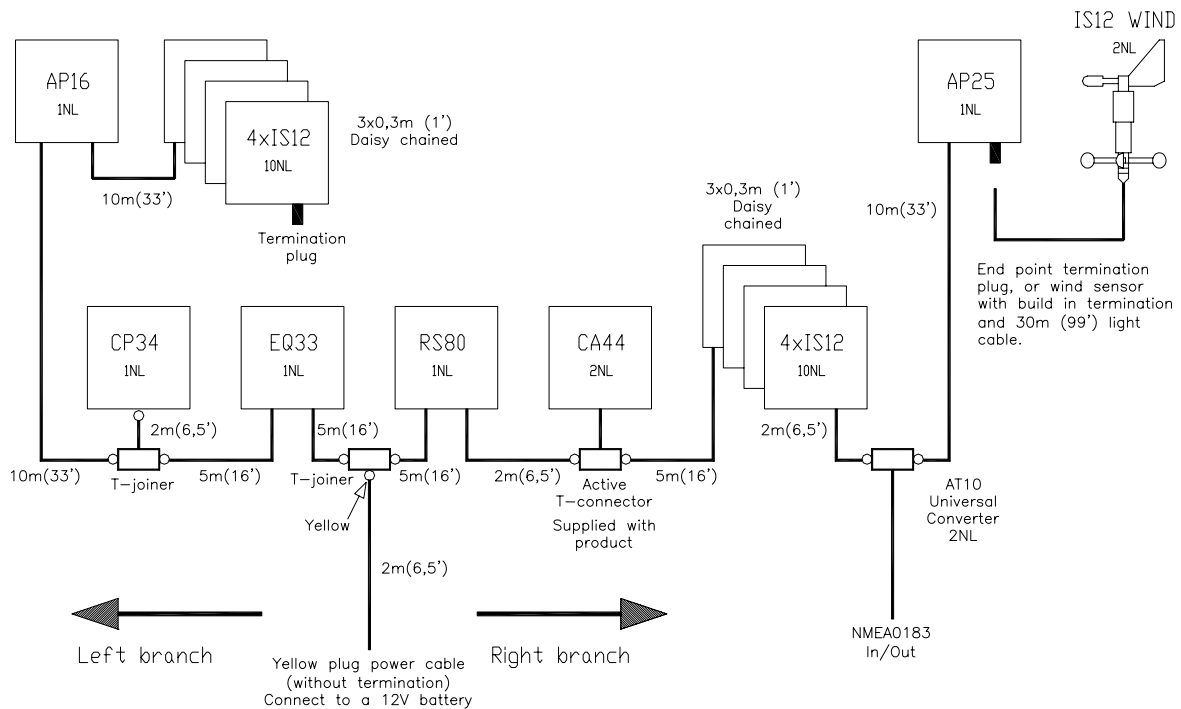 IS12 WIND
2NL
AP16
1NL
4xIS12
10NL
3x0,3m (1')
Daisy chained
10m(33')
Termination
plug
AP25
1NL
3x0,3m (1')
Daisy
chained
10m(33')
End point termination
plug, or wind sensor
with build in termination
and 30m (99') light
cable.
CP34
1NL
EQ33
1NL
RS80
1NL
CA44
2NL
4xIS12
10NL
2m(6,5')
5m(16')
2m(6,5')
10m(33')
T-joiner
5m(16')
T-joiner
5m(16')
2m(6,5')
Active
T-connector
5m(16')
Supplied with
product
AT10
Universal
Converter
2NL
Yellow
2m(6,5')
Left branch
Right branch
NMEA0183
In/Out
Yellow plug power cable
(without termination)
Connect to a 12V battery